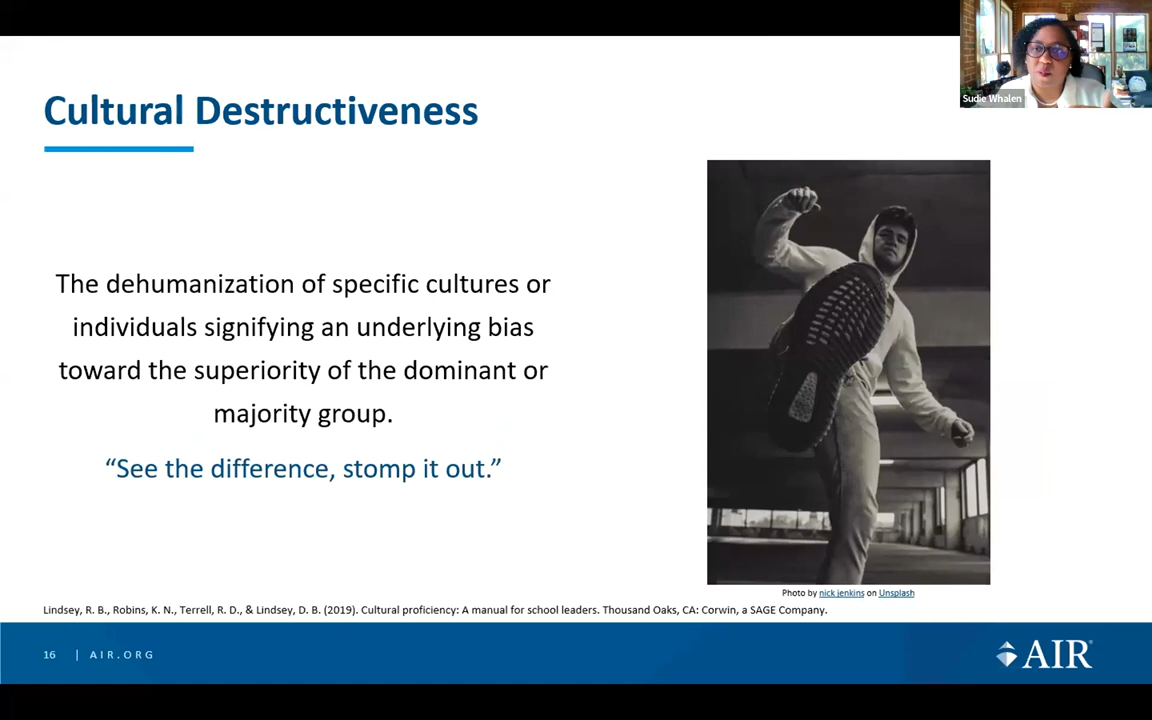 Sudie Whalen
Cultural Destructiveness
The dehumanization of specific cultures or
individuals signifying an underlying bias
toward the superiority of the dominant or
majority group.
“See the difference, stomp it out.”
Photo by nick jenkins on Unsplash
Lindsey, R. B., Robins, K. N., Terrell, R. D., & Lindsey, D. B. (2019). Cultural proficiency: A manual for school leaders. Thousand Oaks, CA: Corwin, a SAGE Company.
16 | AIR.ORG
AIR®